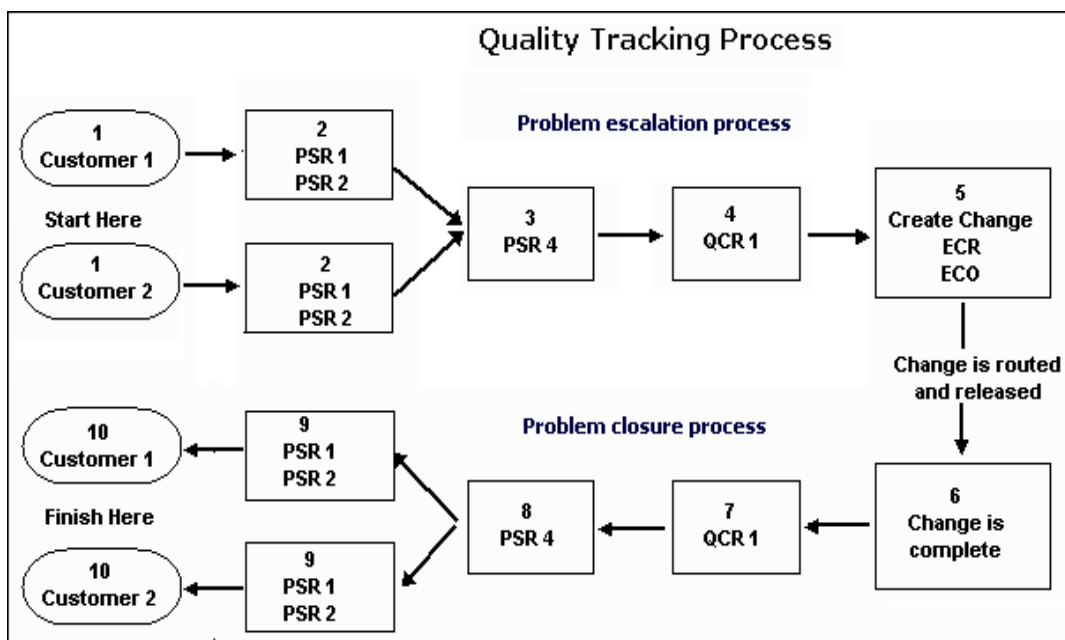 Quality Tracking Process
Problem escalation process
1
Customer 1
2
PSR 1
PSR 2
Start Here
1
Customer 2
2
PSR 1
PSR 2
3
PSR 4
4
QCR 1
5
Create Change
ECR
ECO
Change is routed
and released
Problem closure process
6
Change is
complete
7
QCR 1
8
PSR 4
9
PSR 1
PSR 2
10
Customer 1
Finish Here
9
PSR 1
PSR 2
10
Customer 2